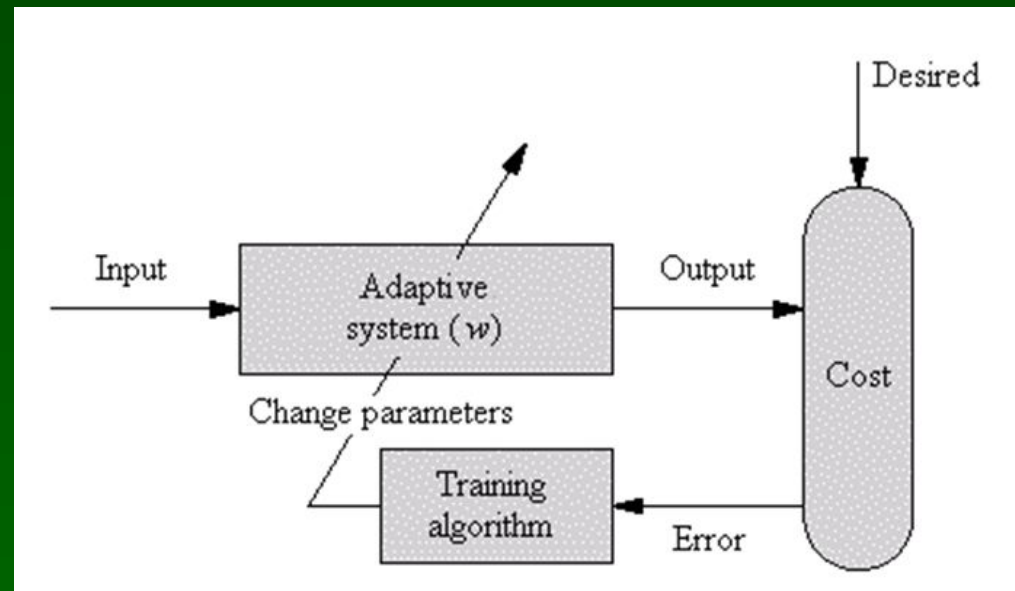 Desired
Input
Output
Adaptive
system (w)
Cost
Change parameters
Training
algorithm
Error